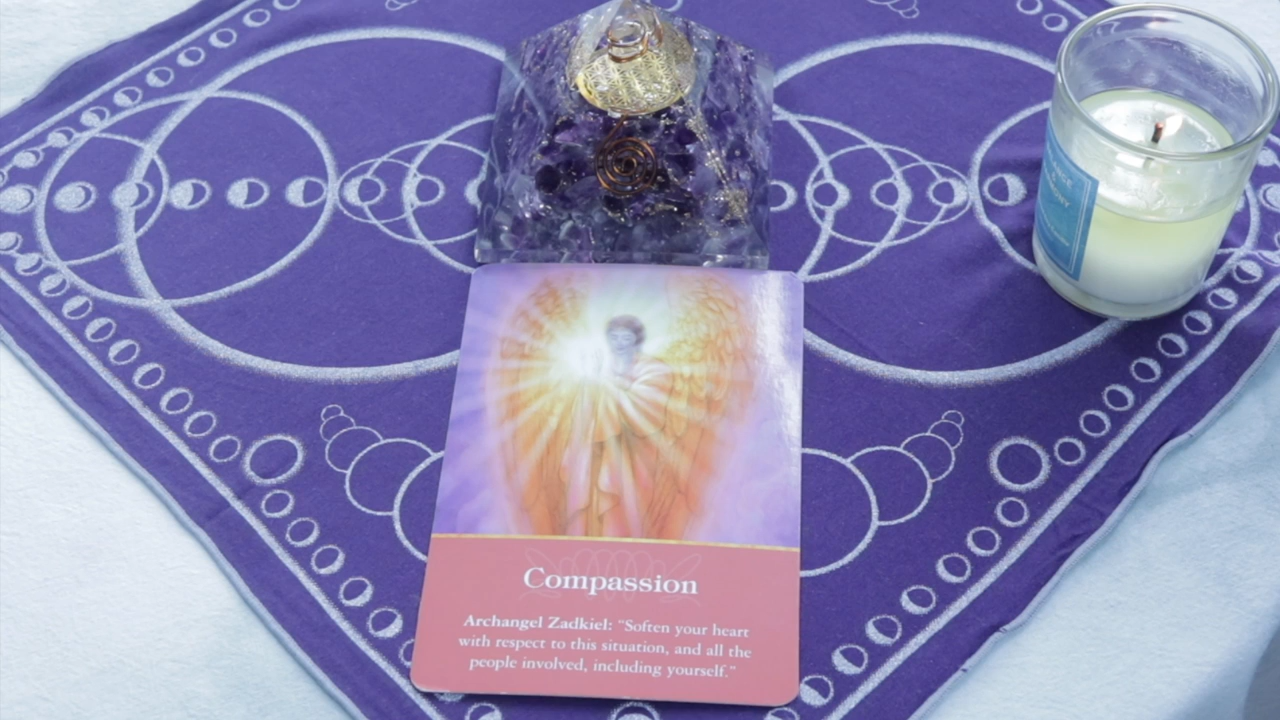 Compassion
Archangel Zadkiel: "Soften your heart
with respect to this situation, and all the
people involved, including yourself."